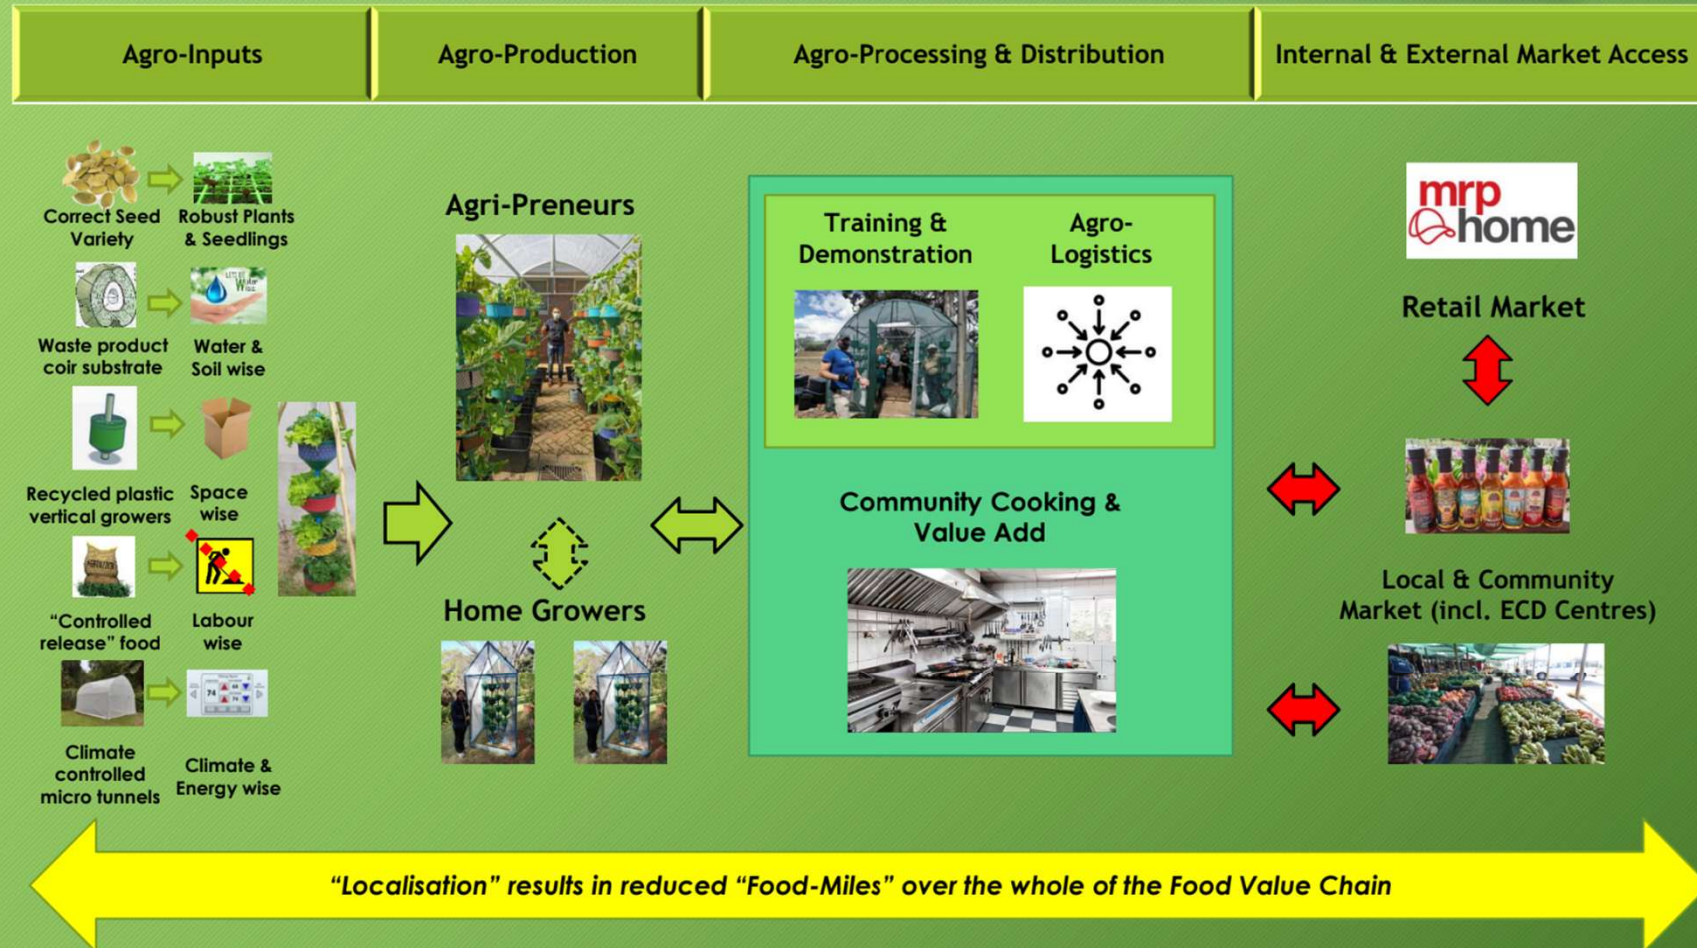 Agro-Inputs
Agro-Production
Agro-Processing & Distribution
Internal & External Market Access
Correct Seed
Variety
Robust Plants
& Seedlings
Waste product
coir substrate
Water &
Soil wise
Recycled plastic
vertical growers
Space
wise
“Controlled
release” food
Labour
wise
Climate
controlled
micro tunnels
Climate &
Energy wise
Agri-Preneurs
Home Growers
Training &
Demonstration
Agro-
Logistics
Community Cooking &
Value Add
mrp
home
Retail Market
Local & Community
Market (incl. ECD Centres)
“Localisation” results in reduced “Food-Miles” over the whole of the Food Value Chain